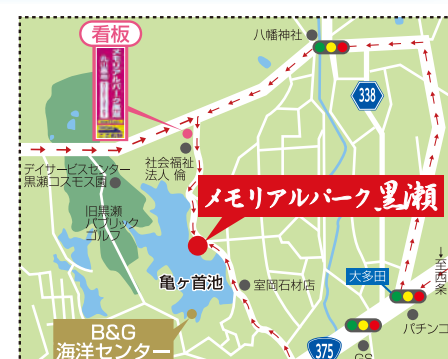 看板
八幡神社
メモリアルパーク黒瀬
338
デイサービスセンター
黒瀬コスモス園
社会福祉
法人 倫
メモリアルパーク黒瀬
旧黒瀬
パブリック
ゴルフ
亀ヶ首池
室岡石材店
大多田
↓至西条
パチンコ
B&G
海洋センター
375
GS